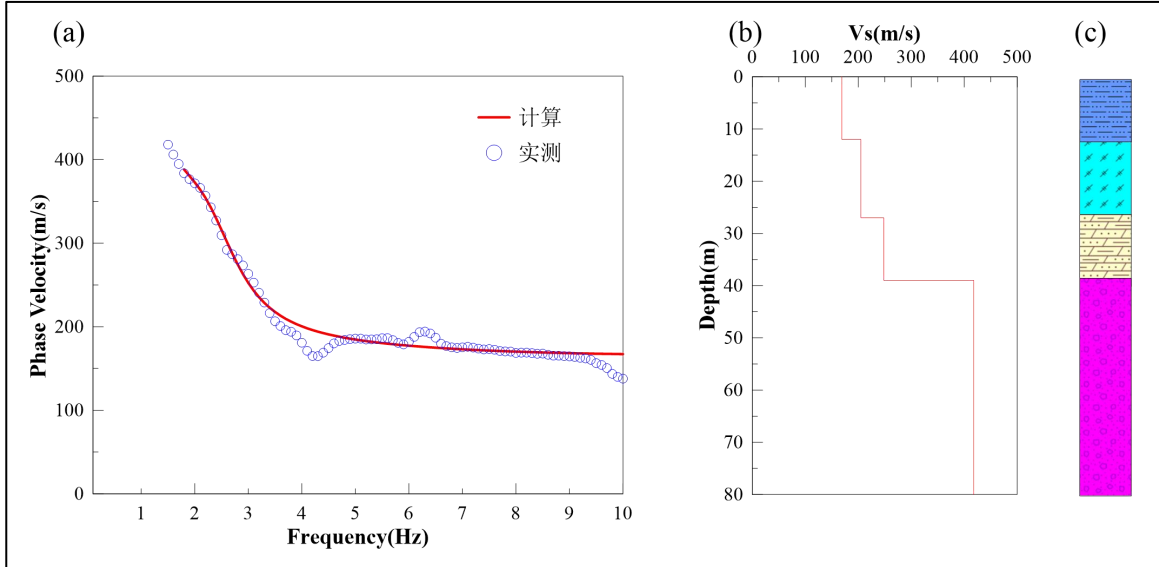 (a)
500
400
300
200
100
0
Phase Velocity(m/s)
计算
实测
1 2 3 4 5 6 7 8 9 10
Frequency(Hz)
(b)
Vs(m/s)
0 100 200 300 400 500
0
10
20
30
40
50
60
70
80
Depth(m)
(c)